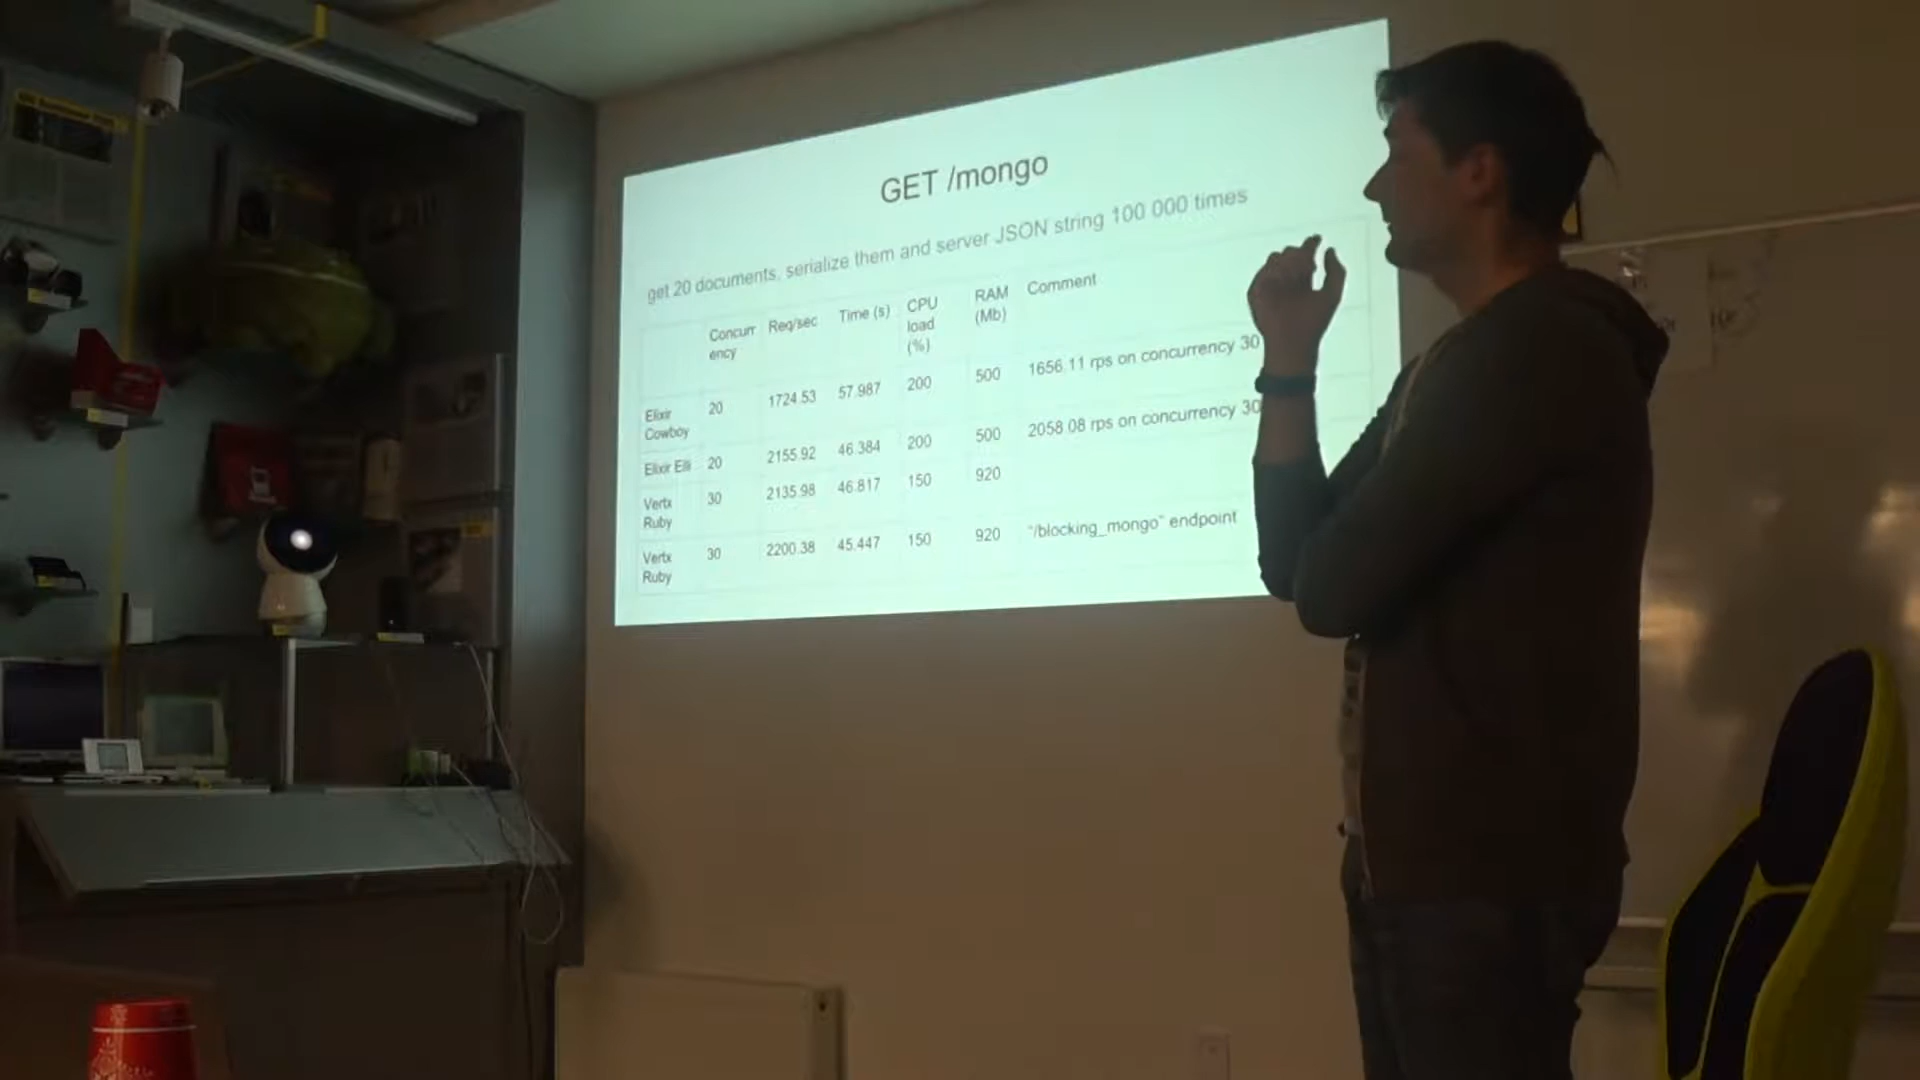 GET /mongo
get 20 documents, serialize them and server JSON string 100 000 times
Concurr
ency
Req/sec
Time (s)
CPU
load
(%)
RAM
(Mb)
Comment
Elixir
Cowboy
20
1724.53
57.987
200
500
1656.11 rps on concurrency 30
Elixir Elli
20
2155.92
46.384
200
500
2058.08 rps on concurrency 30
Vertx
Ruby
30
2135.98
46.817
150
920
Vertx
Ruby
30
2200.38
45.447
150
920
"/blocking_mongo" endpoint